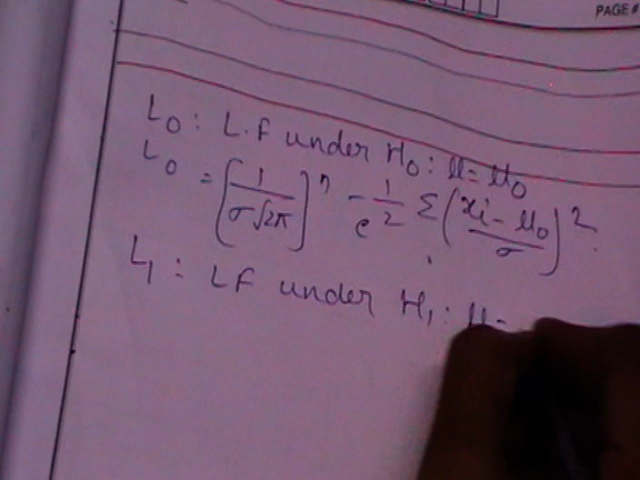 PAGE #
L₀ : L.F under H₀ : μ = μ₀
L₀ = (1/σ√2π)ⁿ e^(-1/2 Σ((xi - μ₀)/σ)²).
L₁ : LF under H₁ : μ =